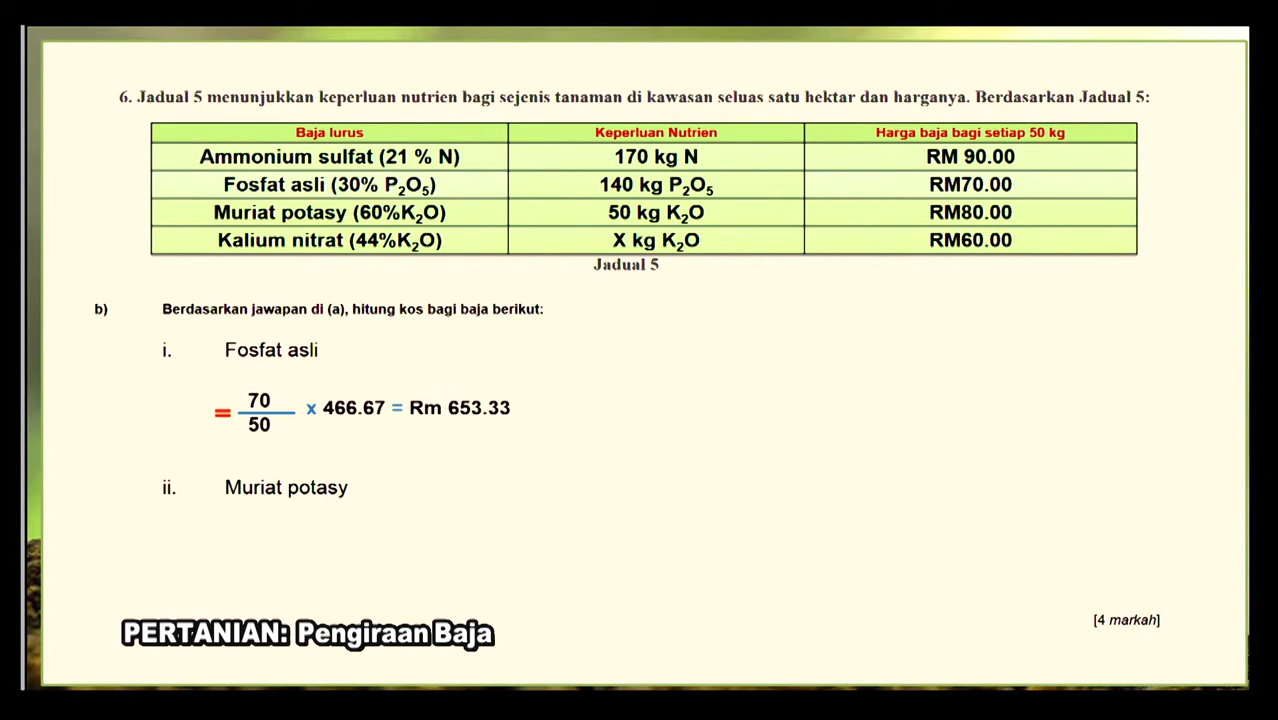 6. Jadual 5 menunjukkan keperluan nutrien bagi sejenis tanaman di kawasan seluas satu hektar dan harganya. Berdasarkan Jadual 5:
Baja lurus Keperluan Nutrien Harga baja bagi setiap 50 kg
Ammonium sulfat (21 % N) 170 kg N RM 90.00
Fosfat asli (30% P₂O₅) 140 kg P₂O₅ RM70.00
Muriat potasy (60%K₂O) 50 kg K₂O RM80.00
Kalium nitrat (44%K₂O) X kg K₂O RM60.00
Jadual 5
b) Berdasarkan jawapan di (a), hitung kos bagi baja berikut:
i. Fosfat asli
= 70/50 x 466.67 = Rm 653.33
ii. Muriat potasy
[4 markah]
PERTANIAN: Pengiraan Baja